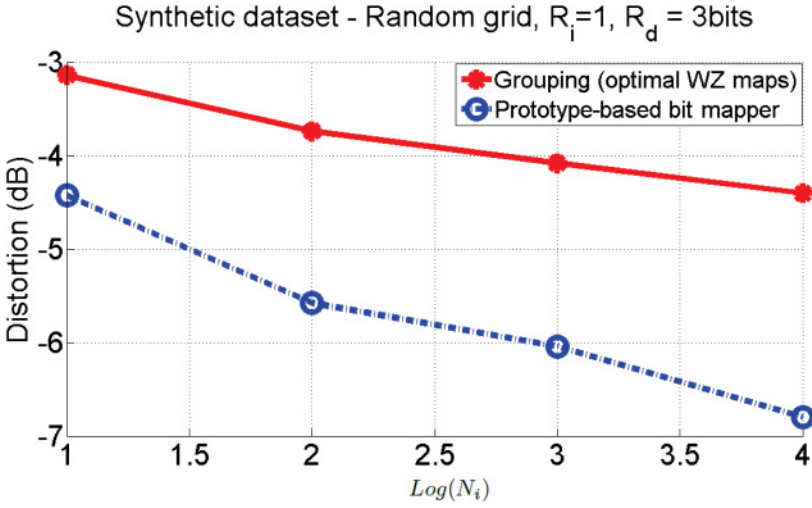 Synthetic dataset - Random grid, R_i=1, R_d = 3bits
Grouping (optimal WZ maps)
Prototype-based bit mapper
Distortion (dB)
-3
-4
-5
-6
-7
1 1.5 2 2.5 3 3.5 4
Log(N_i)